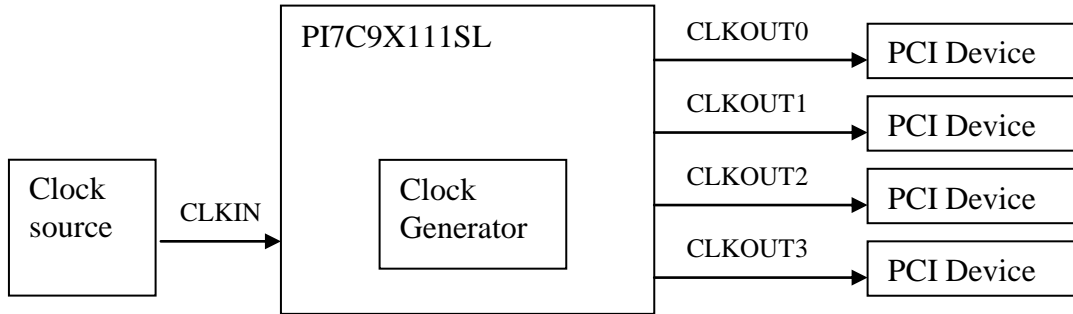 PI7C9X111SL
CLKOUT0
PCI Device
CLKOUT1
PCI Device
Clock
source
CLKIN
Clock
Generator
CLKOUT2
PCI Device
CLKOUT3
PCI Device